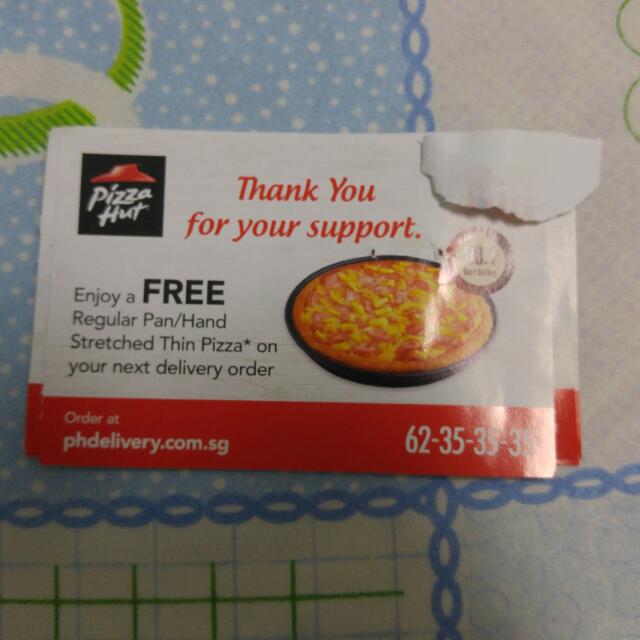 Pizza
Hut
Thank You
for your support.
Enjoy a FREE
Regular Pan/Hand
Stretched Thin Pizza* on
your next delivery order
Order at
phdelivery.com.sg
62-35-35-35